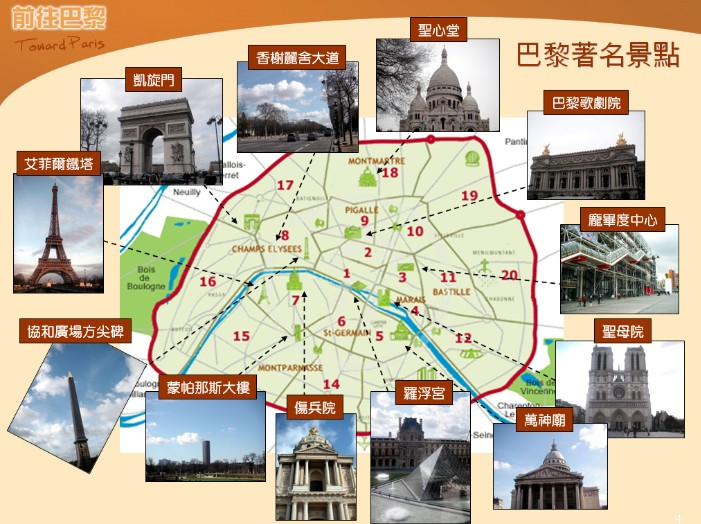 前往巴黎
Toward Paris
巴黎著名景點
聖心堂
香榭麗舍大道
凱旋門
巴黎歌劇院
艾菲爾鐵塔
龐畢度中心
協和廣場方尖碑
聖母院
蒙帕那斯大樓
傷兵院
羅浮宮
萬神廟
Neuilly
MONTMARTRE
18
17
19
PIGALLE
9
10
8
CHAMPS ELYSEES
2
MENILMONTANT
Bois
de
Boulogne
16
1
3
11
20
BASTILLE
7
MARAIS
4
15
6
St-GERMAIN
5
12
MONTPARNASSE
14
Bois de
Vincennes